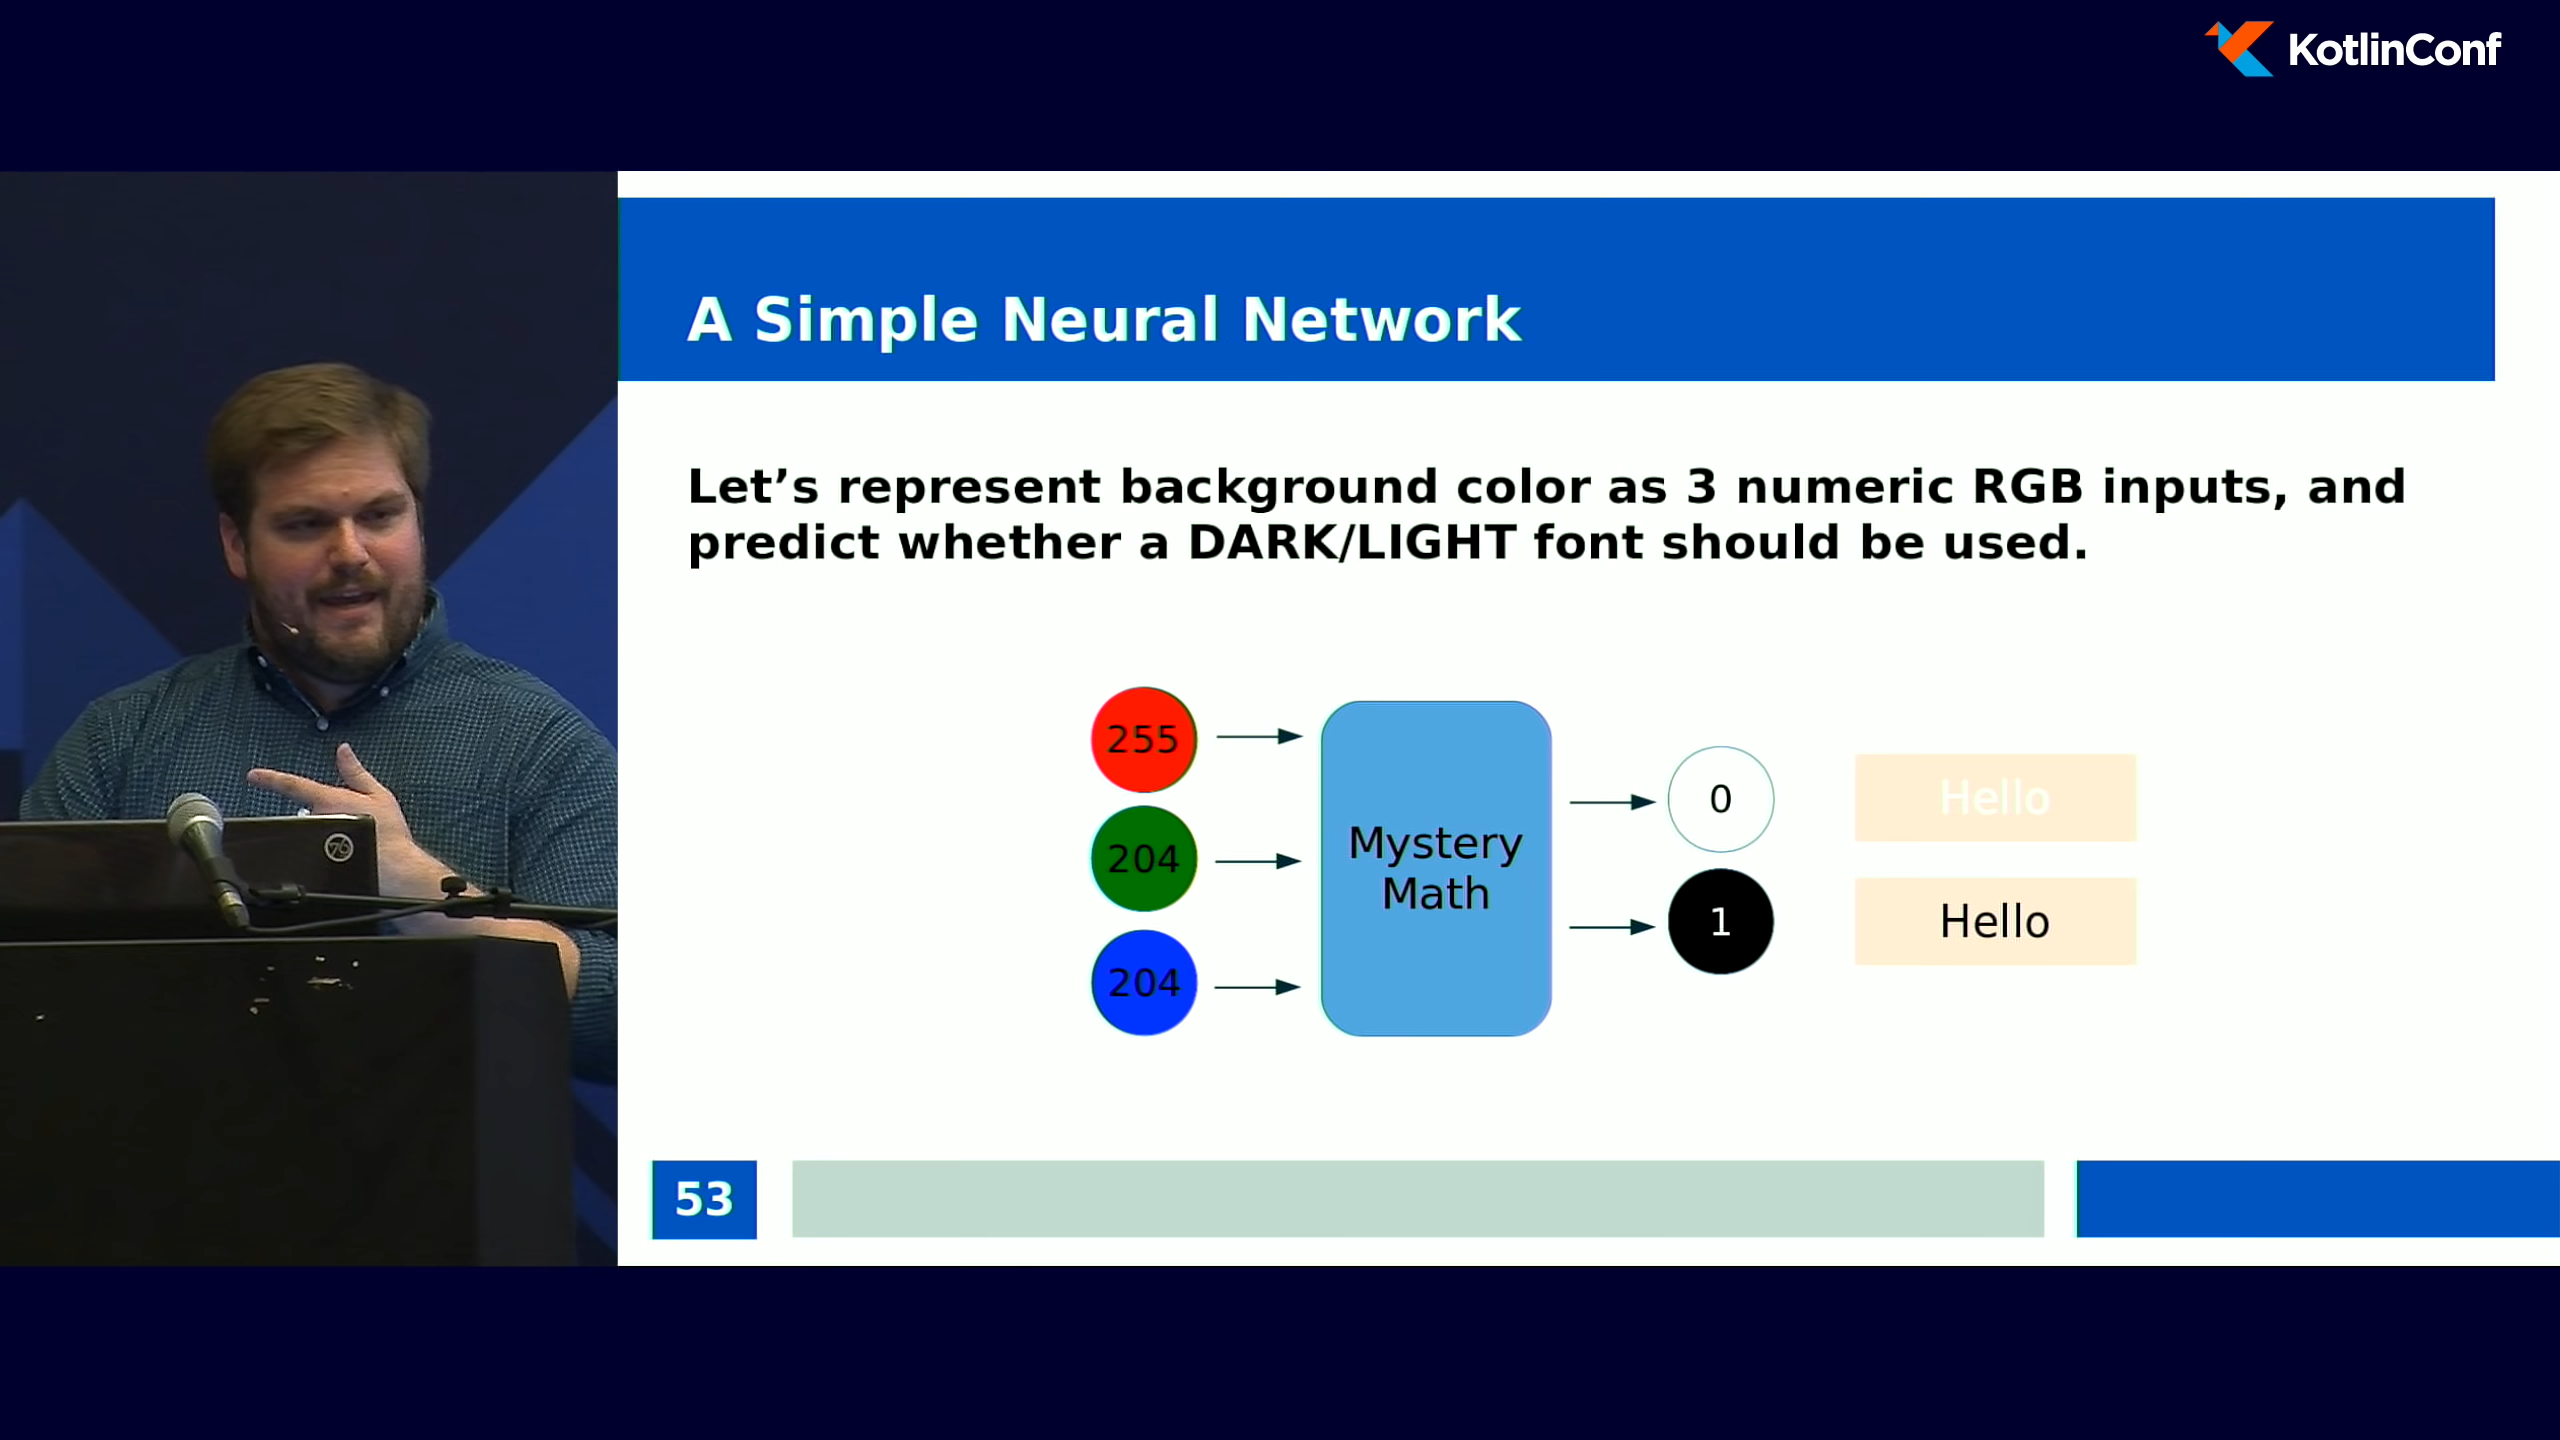 KotlinConf
A Simple Neural Network
Let’s represent background color as 3 numeric RGB inputs, and
predict whether a DARK/LIGHT font should be used.
255
204
204
Mystery
Math
0
1
Hello
Hello
76
53